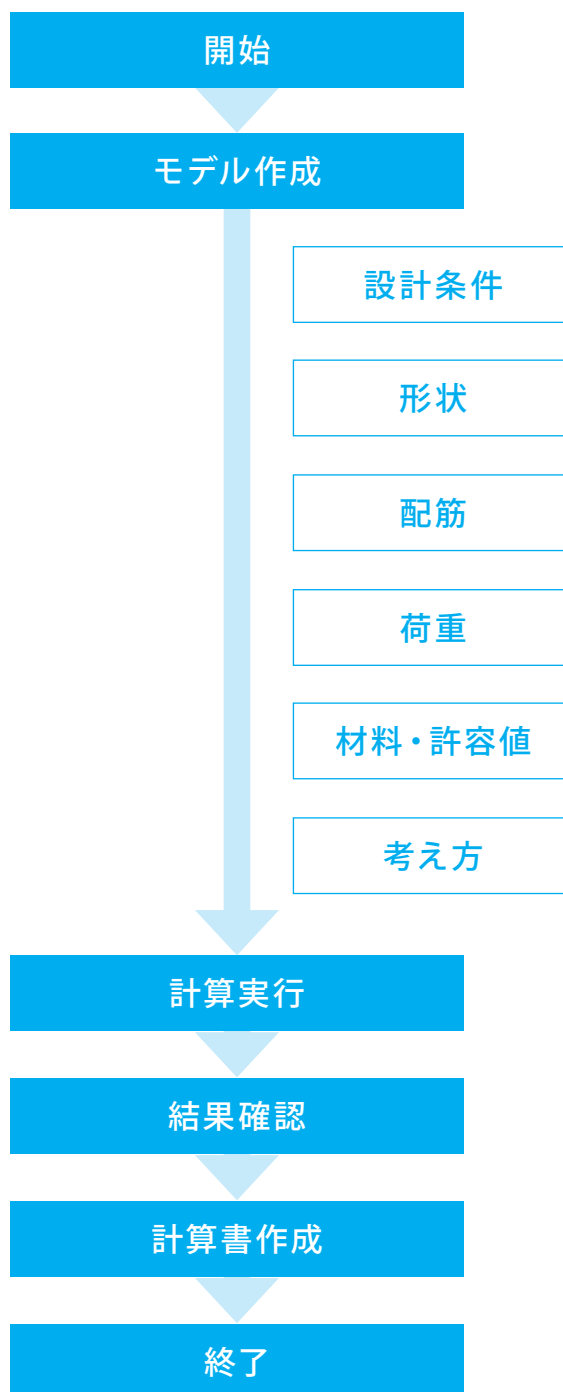 開始
モデル作成
設計条件
形状
配筋
荷重
材料・許容値
考え方
計算実行
結果確認
計算書作成
終了